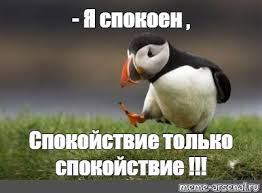 - Я спокоен ,
Спокойствие только
спокойствие !!!
meme-arsenal.ru